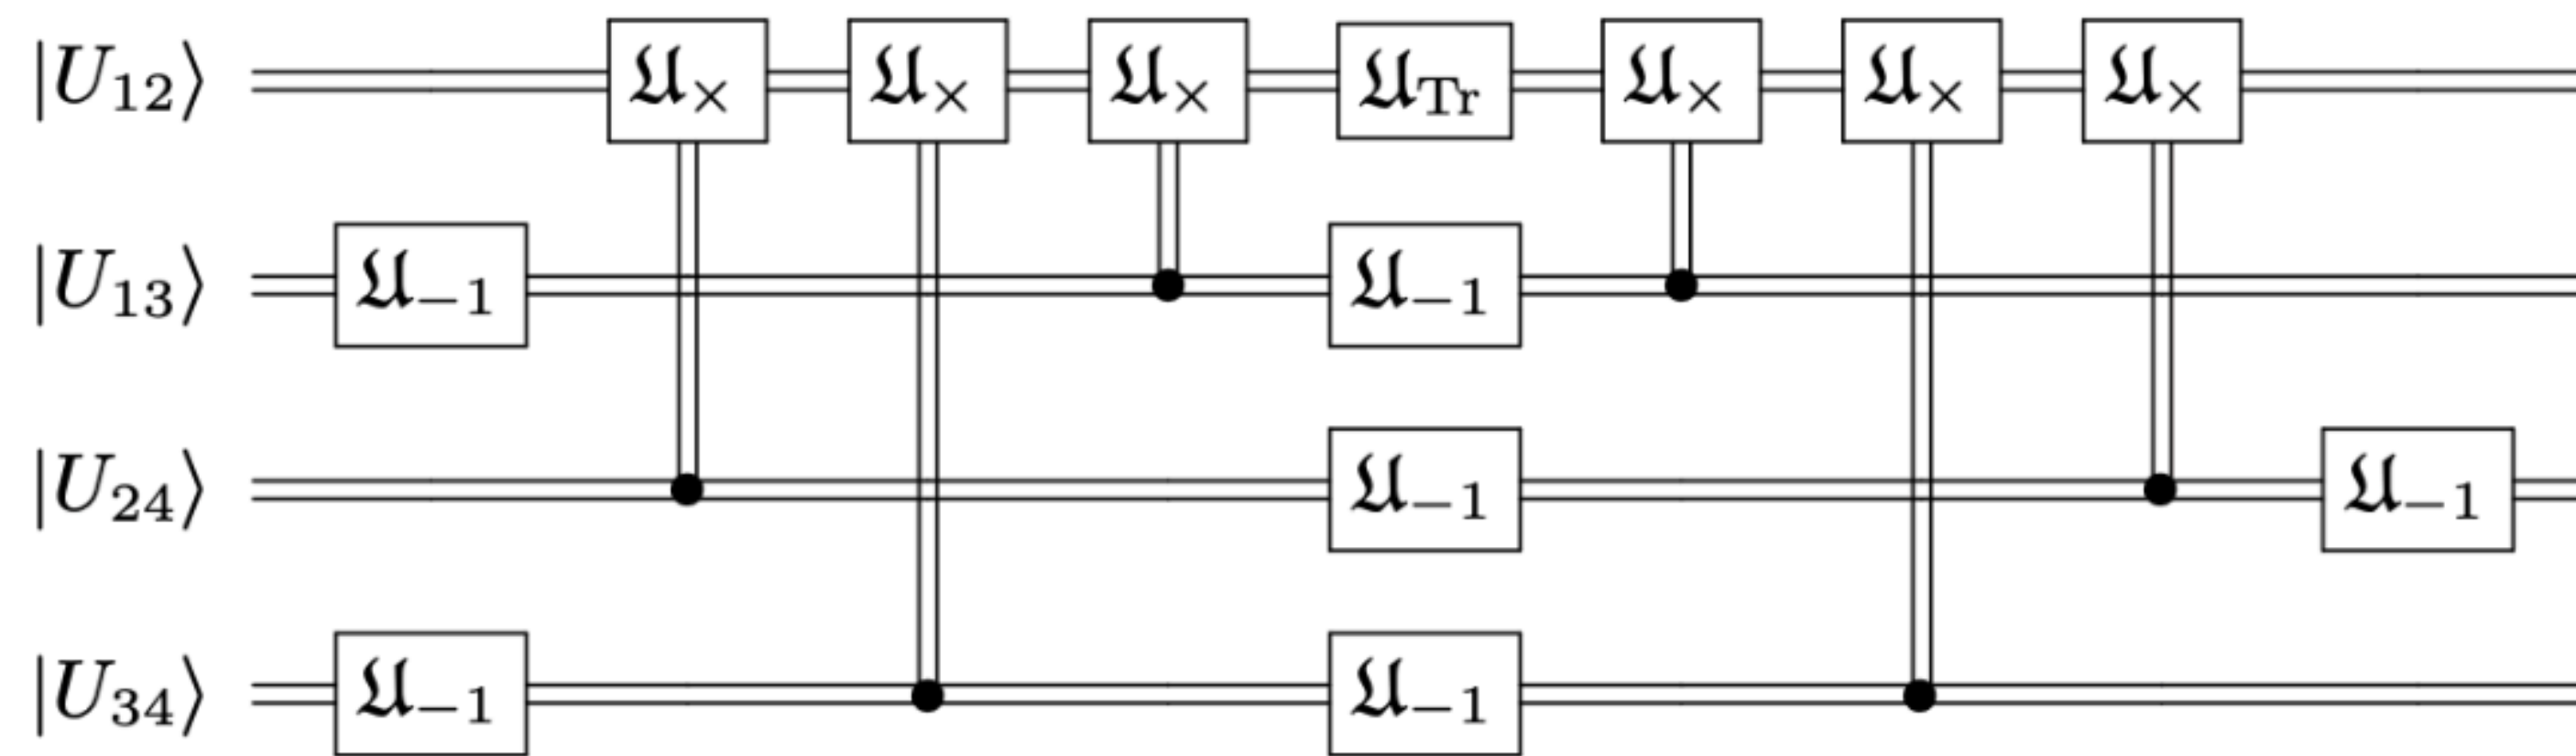 |U₁₂⟩ 𝔘× 𝔘× 𝔘× 𝔘Tr 𝔘× 𝔘× 𝔘×
|U₁₃⟩ 𝔘₋₁ 𝔘₋₁
|U₂₄⟩ 𝔘₋₁ 𝔘₋₁
|U₃₄⟩ 𝔘₋₁ 𝔘₋₁